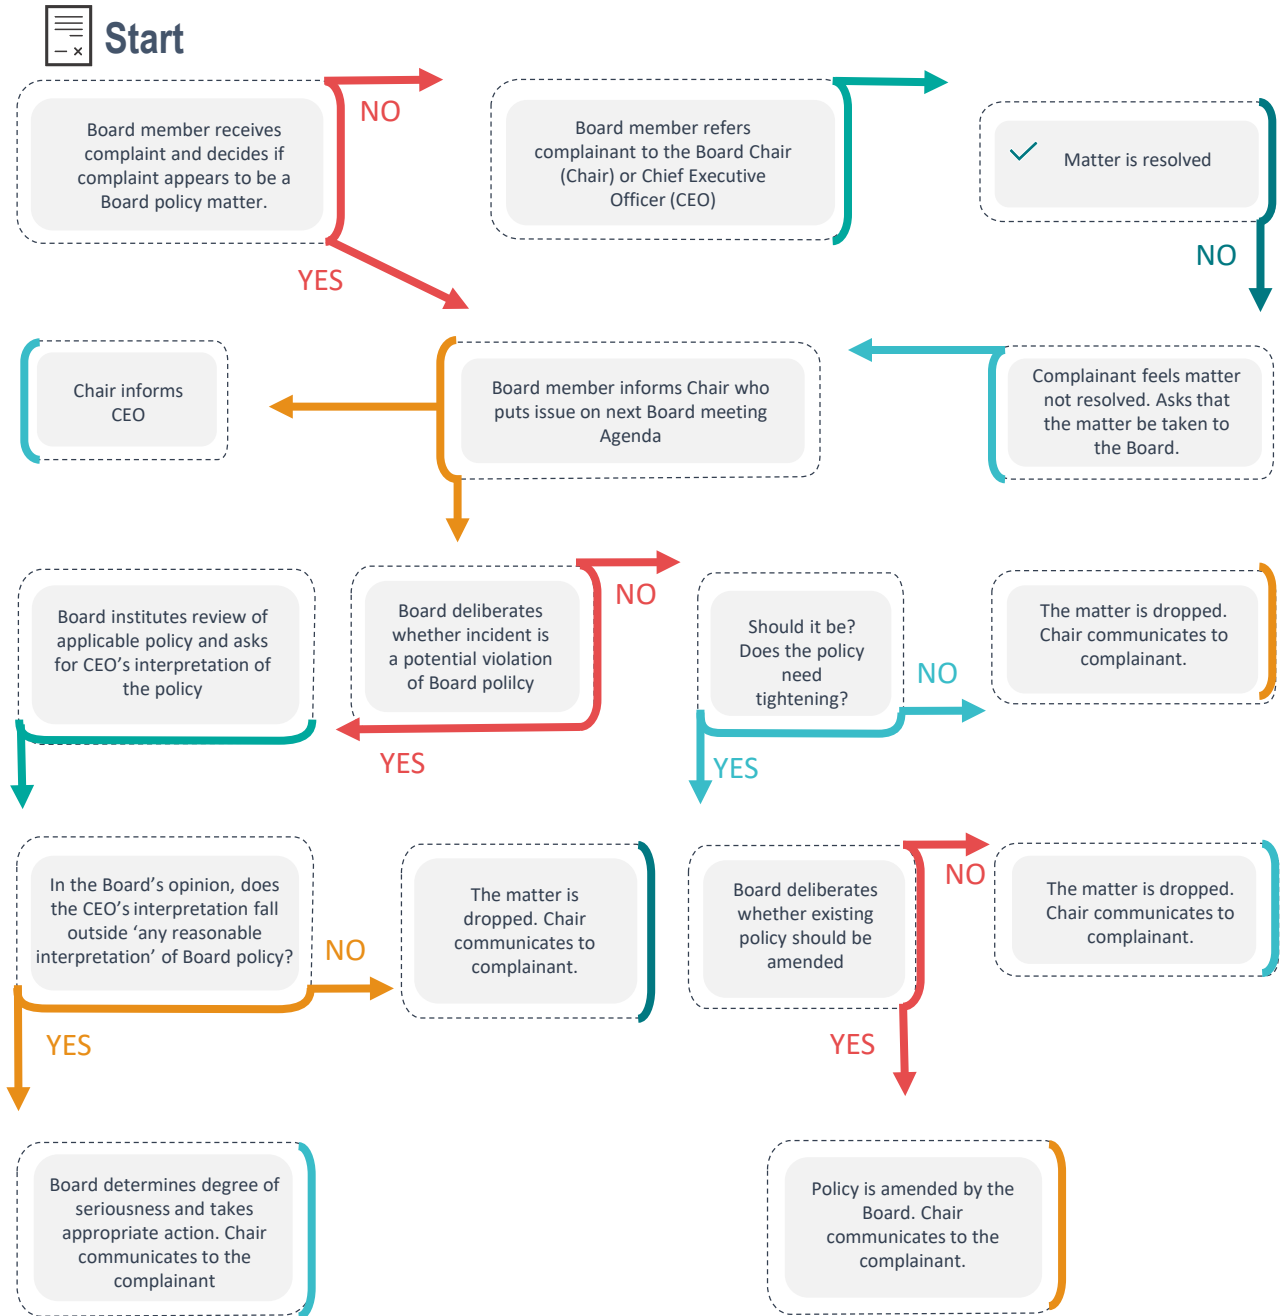 Start
Board member receives
complaint and decides if
complaint appears to be a
Board policy matter.
NO
YES
Board member refers
complainant to the Board Chair
(Chair) or Chief Executive
Officer (CEO)
Matter is resolved
NO
Chair informs
CEO
Board member informs Chair who
puts issue on next Board meeting
Agenda
Complainant feels matter
not resolved. Asks that
the matter be taken to
the Board.
Board institutes review of
applicable policy and asks
for CEO’s interpretation of
the policy
Board deliberates
whether incident is
a potential violation
of Board polilcy
NO
YES
Should it be?
Does the policy
need
tightening?
NO
YES
The matter is dropped.
Chair communicates to
complainant.
In the Board’s opinion, does
the CEO’s interpretation fall
outside ‘any reasonable
interpretation’ of Board policy?
NO
YES
The matter is
dropped. Chair
communicates to
complainant.
Board deliberates
whether existing
policy should be
amended
NO
YES
The matter is dropped.
Chair communicates to
complainant.
Board determines degree of
seriousness and takes
appropriate action. Chair
communicates to the
complainant
Policy is amended by the
Board. Chair
communicates to the
complainant.